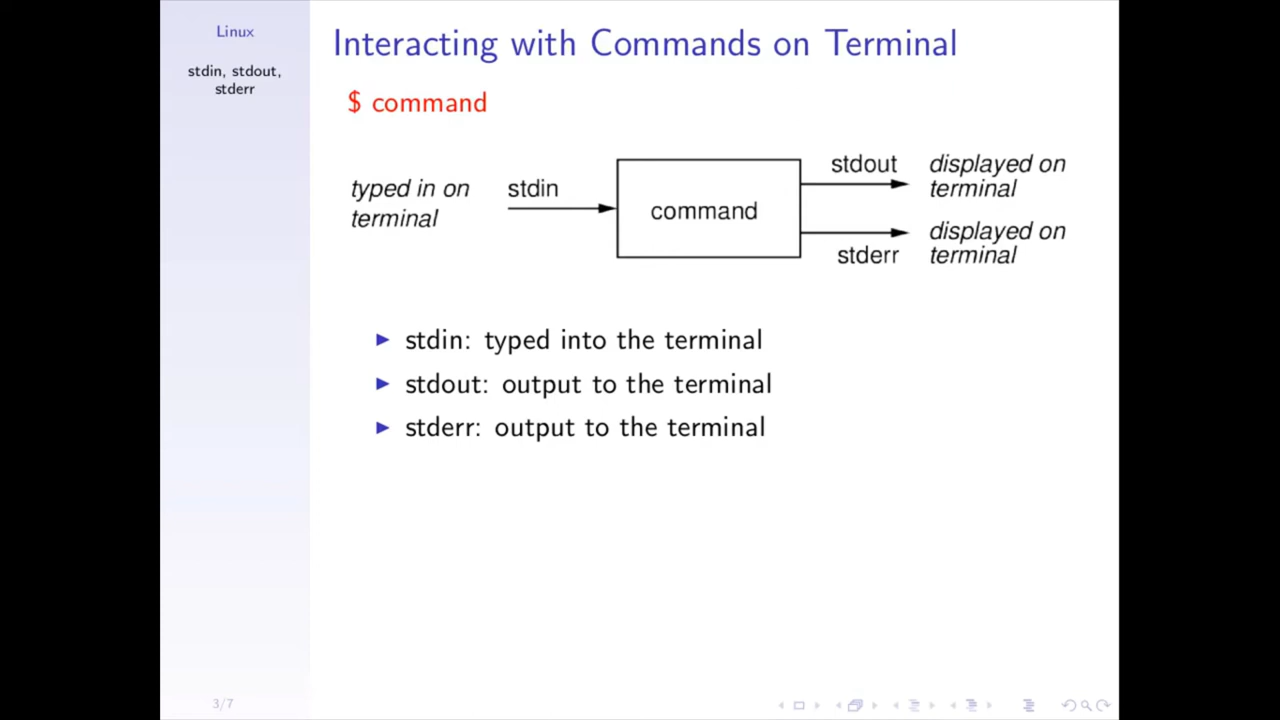 Linux
stdin, stdout,
stderr
Interacting with Commands on Terminal
$ command
typed in on
terminal
stdin
command
stdout
displayed on
terminal
stderr
displayed on
terminal
stdin: typed into the terminal
stdout: output to the terminal
stderr: output to the terminal
3/7